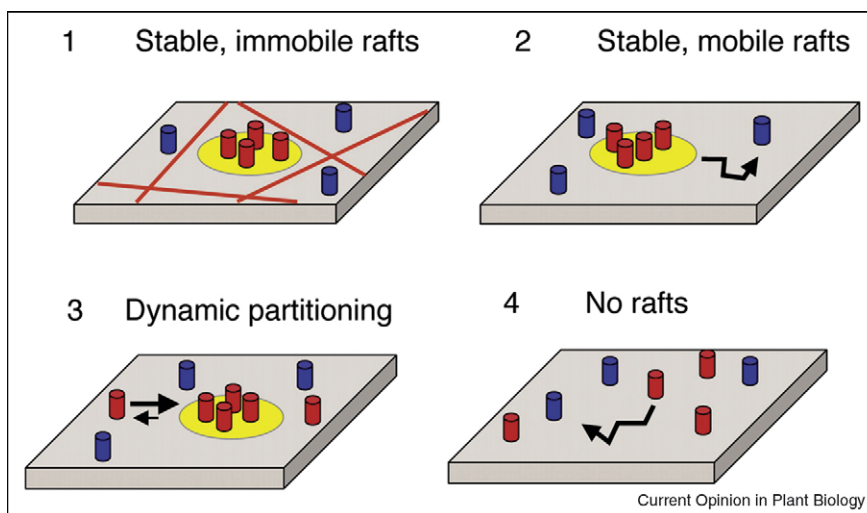 1 Stable, immobile rafts
2 Stable, mobile rafts
3 Dynamic partitioning
4 No rafts
Current Opinion in Plant Biology